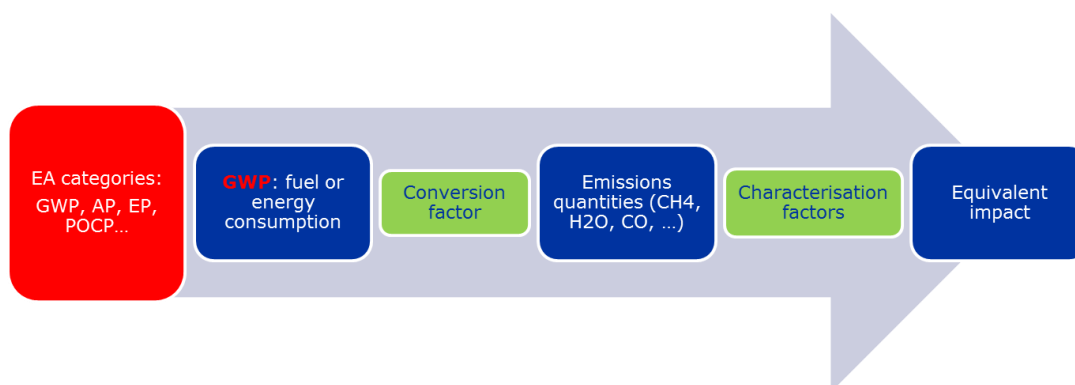 EA categories:
GWP, AP, EP,
POCP...
GWP: fuel or
energy
consumption
Conversion
factor
Emissions
quantities (CH4,
H2O, CO, ...)
Characterisation
factors
Equivalent
impact